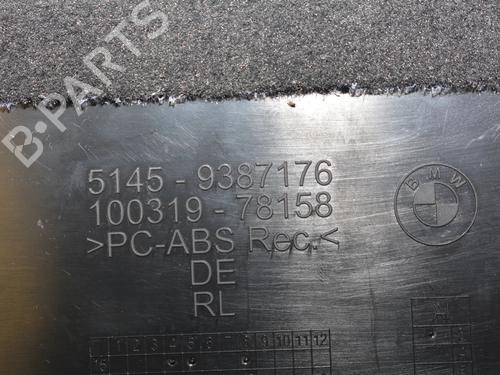 B-PARTS
5145 - 9387176
100319 - 78158
>PC-ABS Rec.<
DE
RL
BMW
1 2 3 4 5 6 7 8 9 10 11 12
15